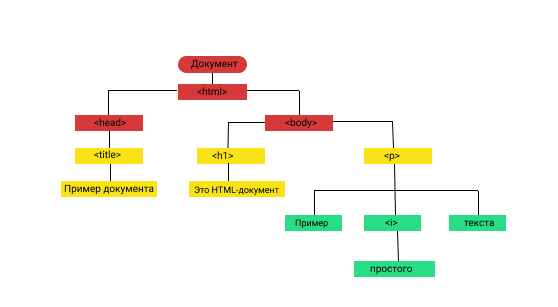 Документ
<html>
<head>
<body>
<title>
<h1>
<p>
Пример документа
Это HTML-документ
Пример
<i>
текста
простого